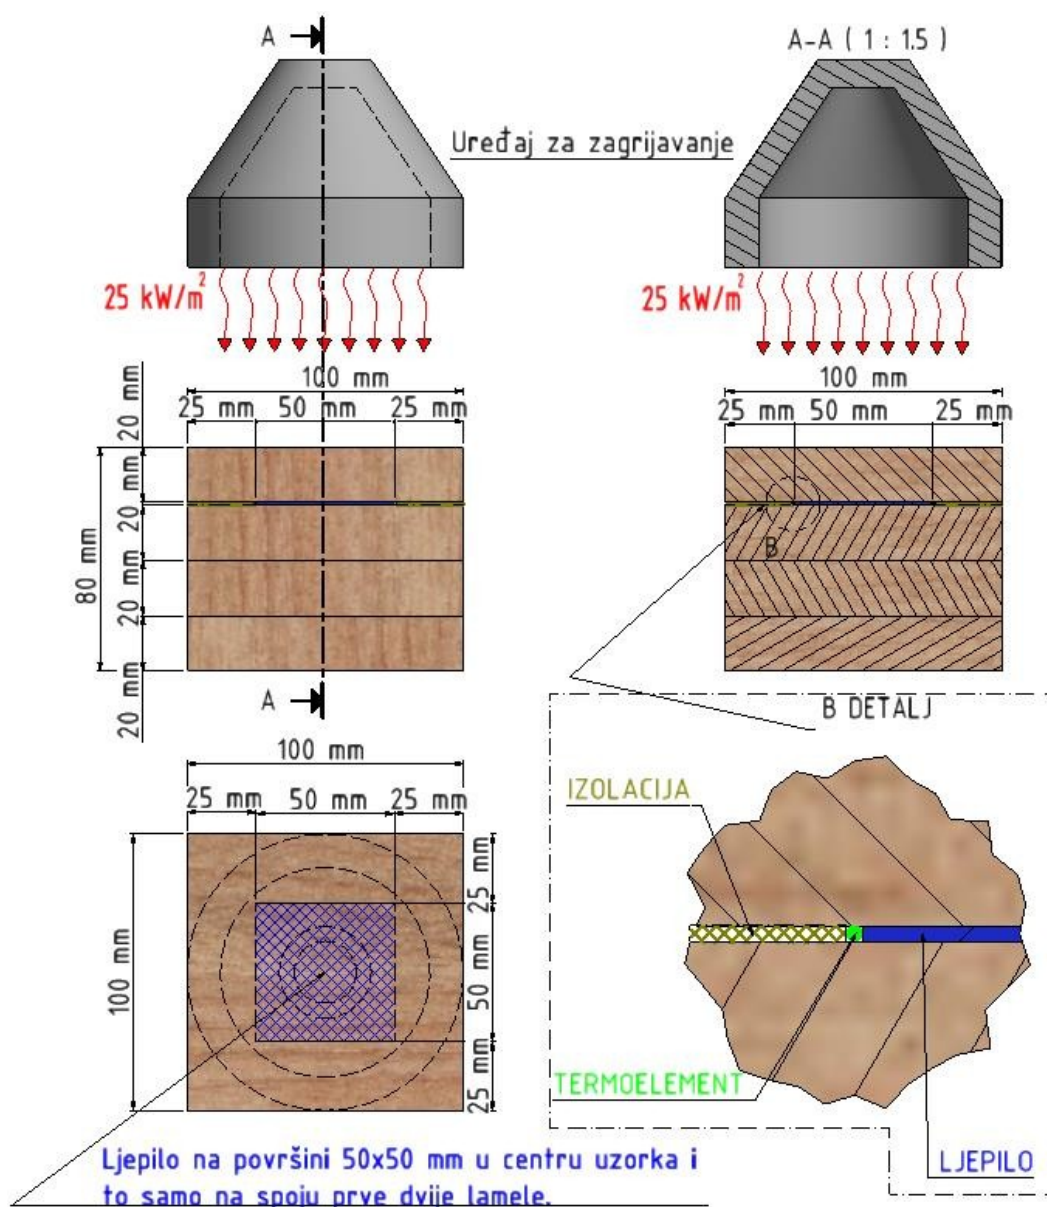 A
A-A ( 1 : 1.5 )
Uređaj za zagrijavanje
25 kW/m²
25 kW/m²
100 mm
25 mm 50 mm 25 mm
100 mm
25 mm 50 mm 25 mm
20 mm
20 mm
20 mm
20 mm
80 mm
B
A
B DETALJ
100 mm
25 mm 50 mm 25 mm
IZOLACIJA
25 mm
50 mm
25 mm
100 mm
TERMOELEMENT
LJEPILO
Ljepilo na površini 50x50 mm u centru uzorka i
to samo na spoju prve dvije lamele.